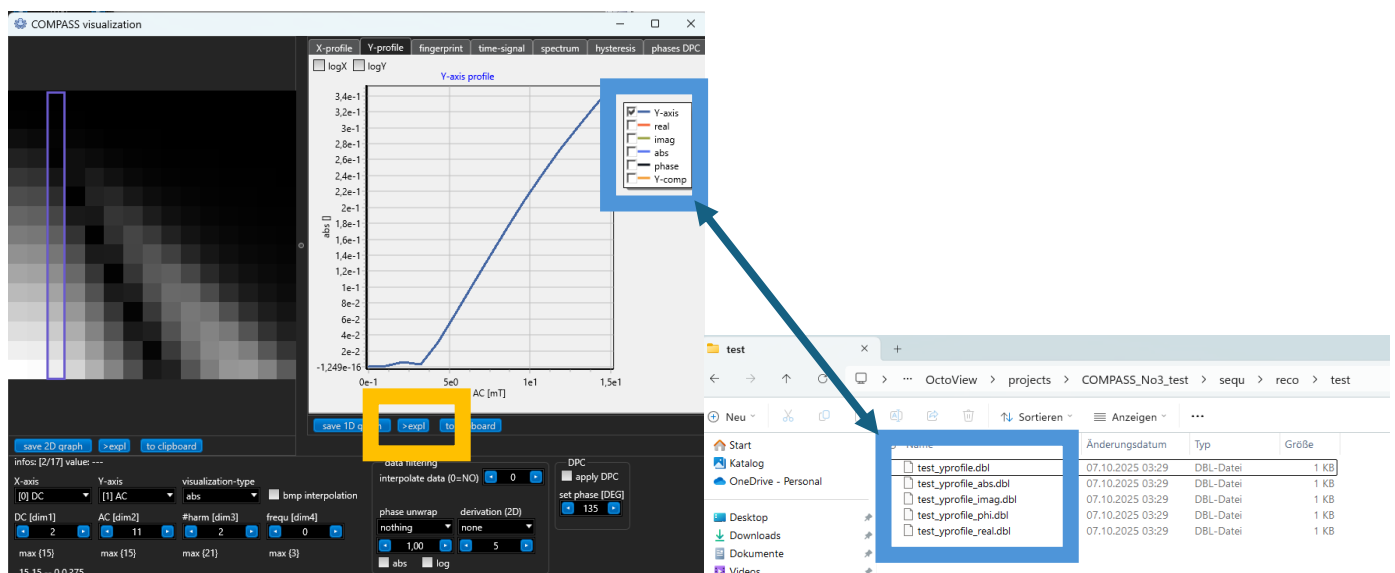 COMPASS visualization
X-profile Y-profile fingerprint time-signal spectrum hysteresis phases DPC
logX logY
Y-axis profile
3,4e-1
3,2e-1
3e-1
2,8e-1
2,6e-1
2,4e-1
2,2e-1
2e-1
1,8e-1
1,6e-1
1,4e-1
1,2e-1
1e-1
8e-2
6e-2
4e-2
2e-2
-1,249e-16
abs []
0e-1 5e0 1e1 1,5e1
AC [mT]
Y-axis
real
imag
abs
phase
Y-comp
save 1D >expl to
save 2D graph >expl to clipboard
infos: [2/17] value: ---
X-axis Y-axis visualization-type
[0] DC [1] AC abs bmp interpolation
DC [dim1] AC [dim2] #harm [dim3] frequ [dim4]
2 11 2 0
max {15} max {15} max {21} max {3}
data filtering
interpolate data (0=NO) 0
phase unwrap derivation (2D)
nothing none
1,00 5
abs log
DPC
apply DPC
set phase [DEG]
135
test
OctoView > projects > COMPASS_No3_test > sequ > reco > test
Neu Sortieren Anzeigen
Start
Katalog
OneDrive - Personal
Desktop
Downloads
Dokumente
Videos
Änderungsdatum Typ Größe
test_yprofile.dbl 07.10.2025 03:29 DBL-Datei 1 KB
test_yprofile_abs.dbl 07.10.2025 03:29 DBL-Datei 1 KB
test_yprofile_imag.dbl 07.10.2025 03:29 DBL-Datei 1 KB
test_yprofile_phi.dbl 07.10.2025 03:29 DBL-Datei 1 KB
test_yprofile_real.dbl 07.10.2025 03:29 DBL-Datei 1 KB